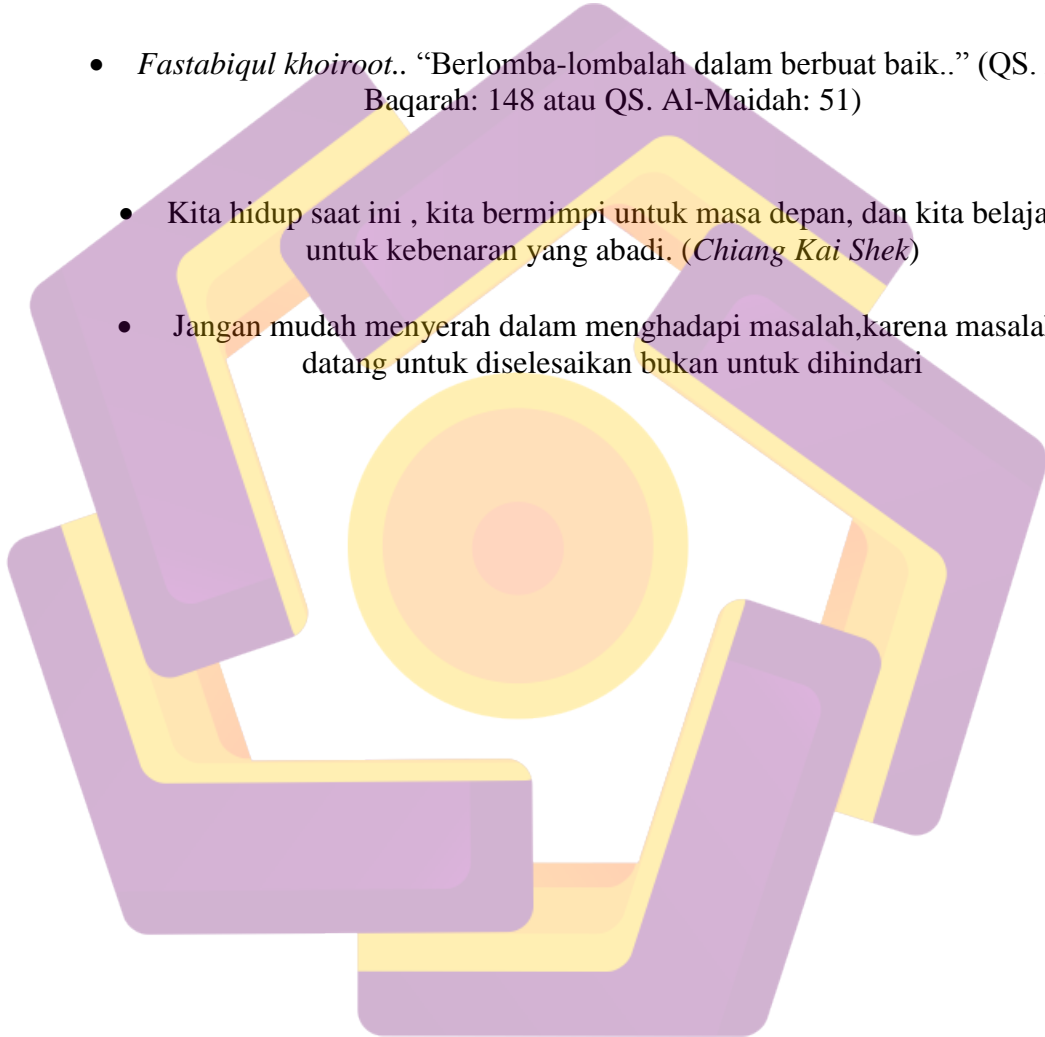 • Fastabiqul khoiroot.. “Berlomba-lombalah dalam berbuat baik..” (QS.
Baqarah: 148 atau QS. Al-Maidah: 51)
• Kita hidup saat ini , kita bermimpi untuk masa depan, dan kita belaja
untuk kebenaran yang abadi. (Chiang Kai Shek)
• Jangan mudah menyerah dalam menghadapi masalah,karena masala
datang untuk diselesaikan bukan untuk dihindari